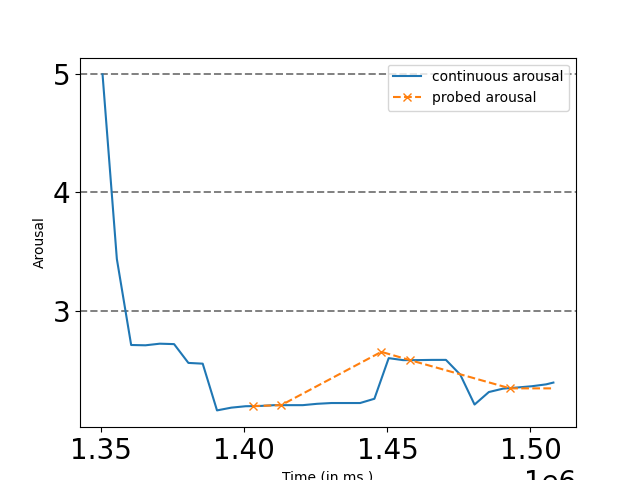 continuous arousal
probed arousal
5
4
3
Arousal
1.35 1.40 1.45 1.50
Time (in ms.)
1e6